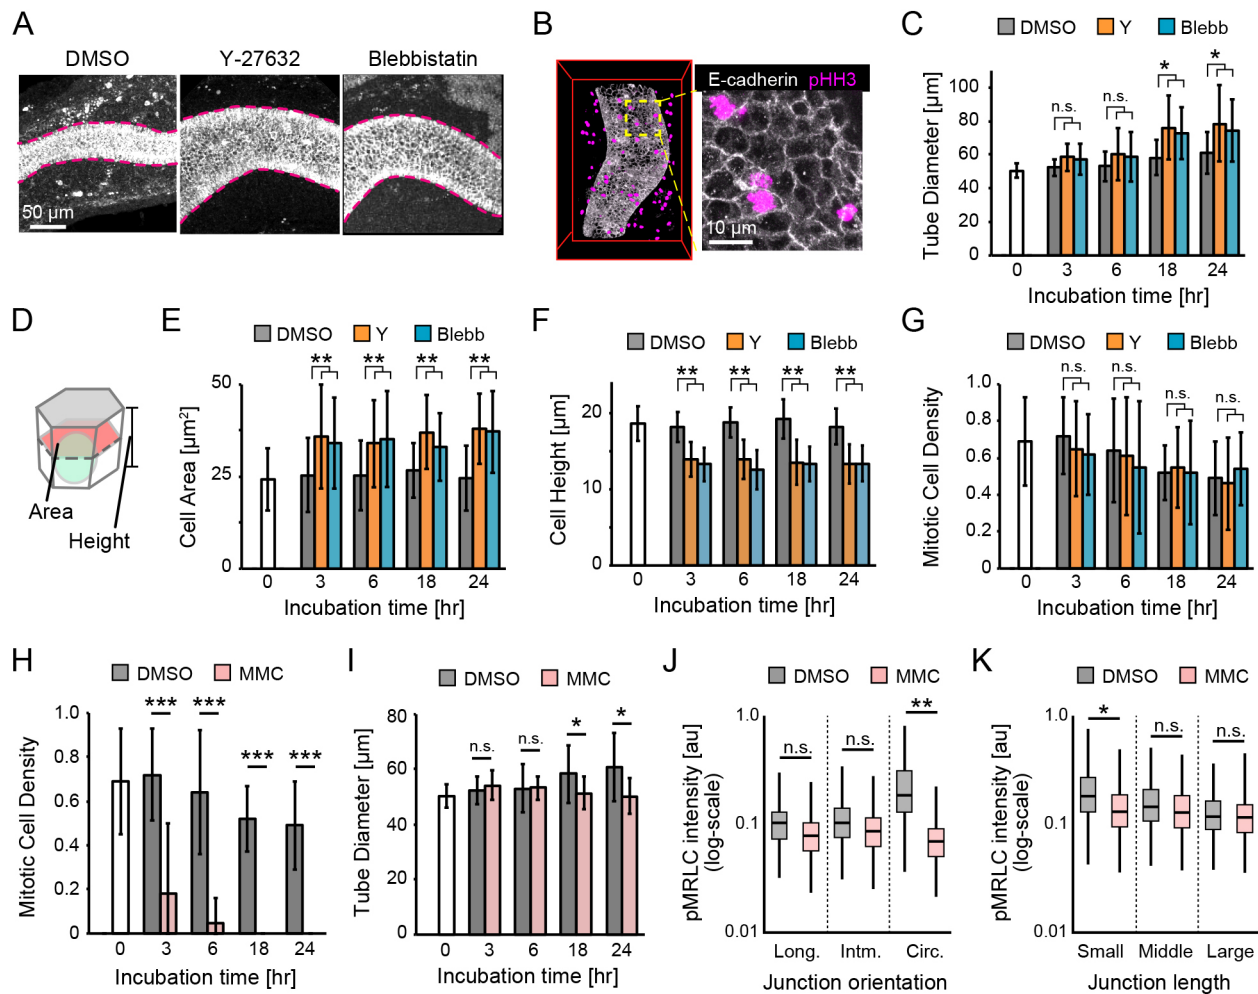 A
DMSO
Y-27632
Blebbistatin
50 µm
B
E-cadherin pHH3
10 µm
C
DMSO Y Blebb
Tube Diameter [µm]
100
80
60
40
20
0
n.s.
n.s.
*
*
0 3 6 18 24
Incubation time [hr]
D
Area
Height
E
DMSO Y Blebb
Cell Area [µm²]
50
25
0
** ** ** **
0 3 6 18 24
Incubation time [hr]
F
DMSO Y Blebb
Cell Height [µm]
20
10
0
** ** ** **
0 3 6 18 24
Incubation time [hr]
G
DMSO Y Blebb
Mitotic Cell Density
1.0
0.8
0.6
0.4
0.2
0
n.s. n.s. n.s. n.s.
0 3 6 18 24
Incubation time [hr]
H
DMSO MMC
Mitotic Cell Density
1.0
0.8
0.6
0.4
0.2
0
*** *** *** ***
0 3 6 18 24
Incubation time [hr]
I
DMSO MMC
Tube Diameter [µm]
80
60
40
20
0
n.s. n.s. * *
0 3 6 18 24
Incubation time [hr]
J
DMSO MMC
pMRLC intensity [au]
(log-scale)
1.0
0.1
0.01
n.s. n.s. **
Long. Intm. Circ.
Junction orientation
K
DMSO MMC
pMRLC intensity [au]
(log-scale)
1.0
0.1
0.01
* n.s. n.s.
Small Middle Large
Junction length